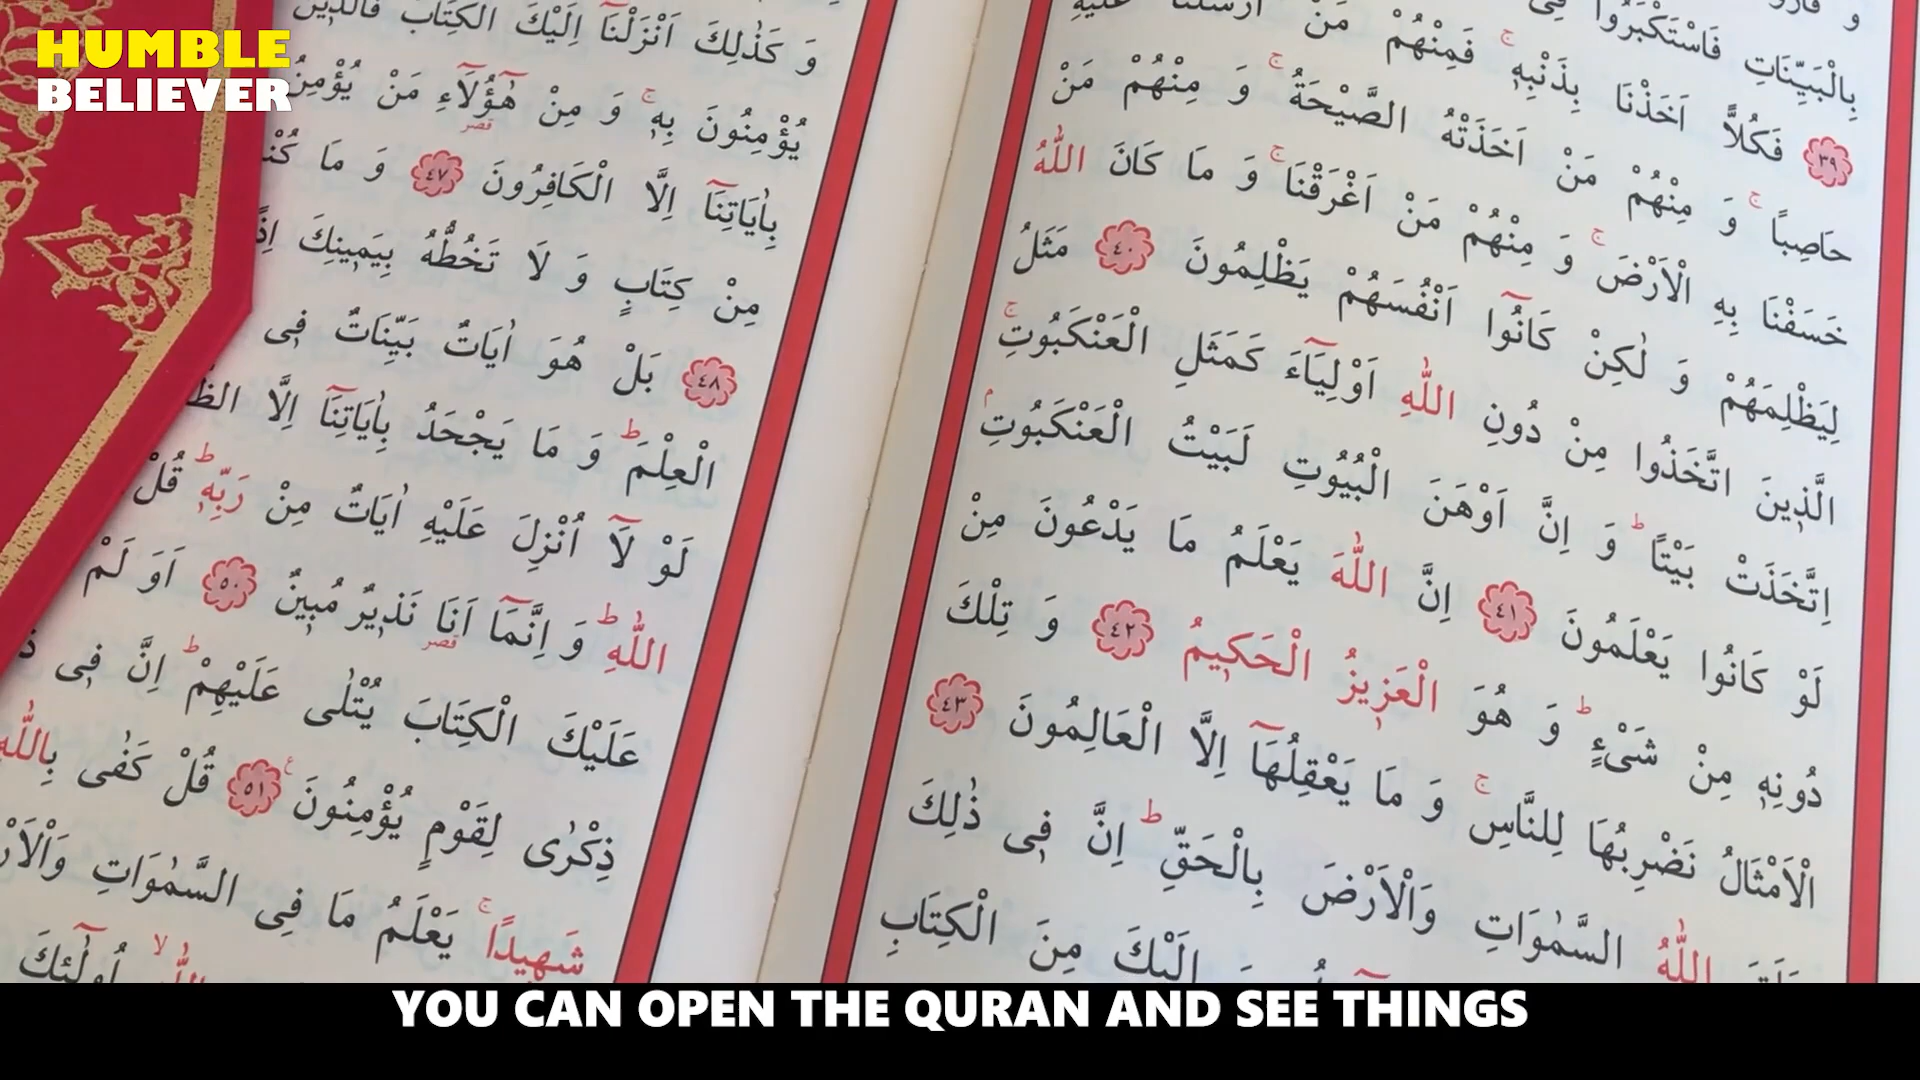 HUMBLE
BELIEVER
بِالْبَيِّنَاتِ فَاسْتَكْبَرُوا فِى
﴿٣٩﴾ فَكُلًّا اَخَذْنَا بِذَنْبِهٖۚ فَمِنْهُمْ مَنْ اَرْسَلْنَا عَلَيْهِ
حَاصِبًاۚ وَ مِنْهُمْ مَنْ اَخَذَتْهُ الصَّيْحَةُۚ وَ مِنْهُمْ مَنْ
خَسَفْنَا بِهِ الْاَرْضَۚ وَ مِنْهُمْ مَنْ اَغْرَقْنَاۚ وَ مَا كَانَ اللّٰهُ
لِيَظْلِمَهُمْ وَ لٰكِنْ كَانُٓوا اَنْفُسَهُمْ يَظْلِمُونَ ﴿٤٠﴾ مَثَلُ
الَّذٖينَ اتَّخَذُوا مِنْ دُونِ اللّٰهِ اَوْلِيَٓاءَ كَمَثَلِ الْعَنْكَبُوتِۚ
اِتَّخَذَتْ بَيْتًاؕ وَ اِنَّ اَوْهَنَ الْبُيُوتِ لَبَيْتُ الْعَنْكَبُوتِۘ
لَوْ كَانُوا يَعْلَمُونَ ﴿٤١﴾ اِنَّ اللّٰهَ يَعْلَمُ مَا يَدْعُونَ مِنْ
دُونِهٖ مِنْ شَىْءٍؕ وَ هُوَ الْعَزٖيزُ الْحَكٖيمُ ﴿٤٢﴾ وَ تِلْكَ
الْاَمْثَالُ نَضْرِبُهَا لِلنَّاسِۚ وَ مَا يَعْقِلُهَٓا اِلَّا الْعَالِمُونَ ﴿٤٣﴾
اللّٰهُ السَّمٰوَاتِ وَالْاَرْضَ بِالْحَقِّؕ اِنَّ فٖى ذٰلِكَ
اِلَيْكَ مِنَ الْكِتَابِ
وَ كَذٰلِكَ اَنْزَلْنَٓا اِلَيْكَ الْكِتَابَ فَالَّذٖينَ
يُؤْمِنُونَ بِهٖۚ وَ مِنْ هٰٓؤُلَٓاءِ مَنْ يُؤْمِنُ
بِاٰيَاتِنَٓا اِلَّا الْكَافِرُونَ ﴿٤٧﴾ وَ مَا
مِنْ كِتَابٍ وَ لَا تَخُطُّهُ بِيَمٖينِكَ اِذًا
﴿٤٨﴾ بَلْ هُوَ اٰيَاتٌ بَيِّنَاتٌ فٖى
الْعِلْمَؕ وَ مَا يَجْحَدُ بِاٰيَاتِنَٓا اِلَّا
لَوْ لَٓا اُنْزِلَ عَلَيْهِ اٰيَاتٌ مِنْ رَبِّهٖؕ قُلْ
اللّٰهِؕ وَ اِنَّمَٓا اَنَا نَذٖيرٌ مُبٖينٌ ﴿٥٠﴾ اَوَ لَمْ
عَلَيْكَ الْكِتَابَ يُتْلٰى عَلَيْهِمْؕ اِنَّ فٖى
ذِكْرٰى لِقَوْمٍ يُؤْمِنُونَ ﴿٥١﴾ قُلْ كَفٰى بِاللّٰهِ
شَهٖيدًاۚ يَعْلَمُ مَا فِى السَّمٰوَاتِ
اُولٰٓئِكَ
YOU CAN OPEN THE QURAN AND SEE THINGS